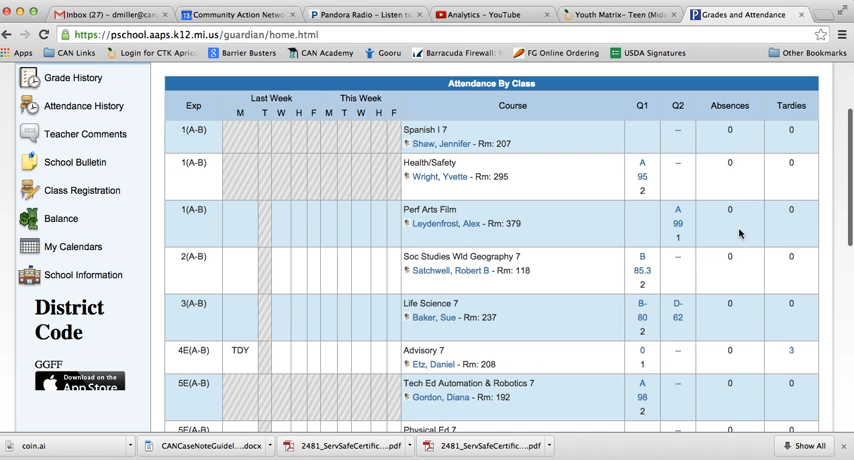 Inbox (27) - dmiller@can
Community Action Netwo
Pandora Radio - Listen to
Analytics - YouTube
Youth Matrix- Teen (Midd
Grades and Attendance
https://pschool.aaps.k12.mi.us/guardian/home.html
Apps
CAN Links
Login for CTK Aprico
Barrier Busters
CAN Academy
Gooru
Barracuda Firewall:
FG Online Ordering
USDA Signatures
Other Bookmarks
Grade History
Attendance History
Teacher Comments
School Bulletin
Class Registration
Balance
My Calendars
School Information
District
Code
GGFF
Download on the
App Store
Attendance By Class
Exp Last Week This Week Course Q1 Q2 Absences Tardies
M T W H F M T W H F
1(A-B) Spanish I 7 -- 0 0
Shaw, Jennifer - Rm: 207
1(A-B) Health/Safety A -- 0 0
Wright, Yvette - Rm: 295 95
2
1(A-B) Perf Arts Film A 0 0
Leydenfrost, Alex - Rm: 379 99
1
2(A-B) Soc Studies Wld Geography 7 B -- 0 0
Satchwell, Robert B - Rm: 118 85.3
2
3(A-B) Life Science 7 B- D- 0 0
Baker, Sue - Rm: 237 80 62
2
4E(A-B) TDY Advisory 7 0 -- 0 3
Etz, Daniel - Rm: 208 1
5E(A-B) Tech Ed Automation & Robotics 7 A -- 0 0
Gordon, Diana - Rm: 192 98
2
5E(A-B) Physical Ed 7
coin.ai
CANCaseNoteGuidel....docx
2481_ServSafeCertific....pdf
2481_ServSafeCertific....pdf
Show All